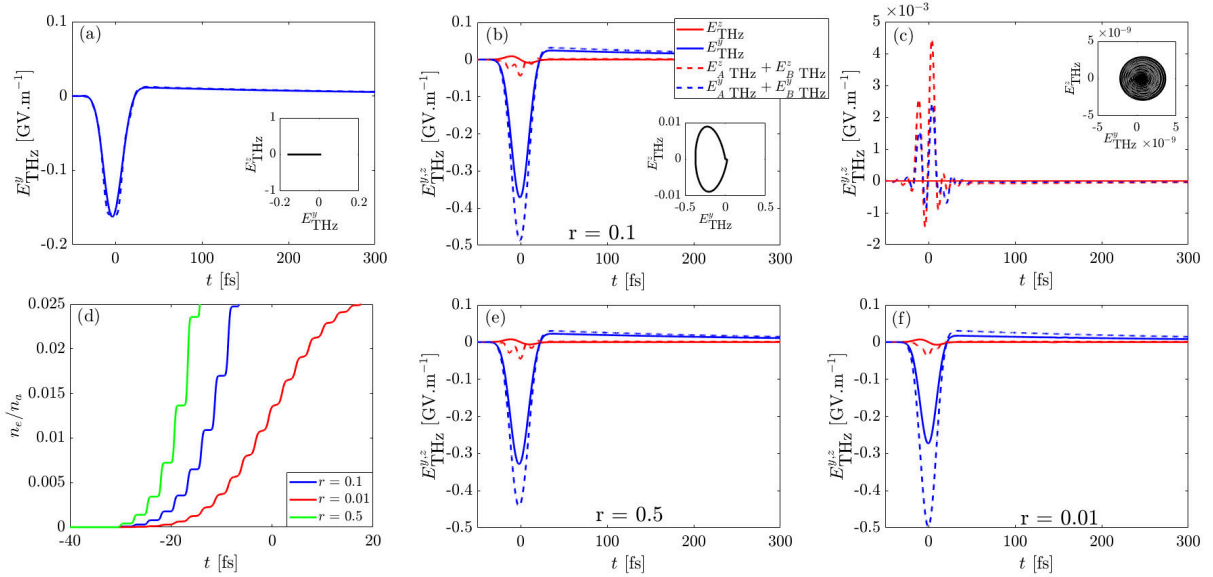 (a)
0.1
0
-0.1
-0.2
E^y_THz [GV.m^−1]
0 100 200 300
t [fs]
1
0
-1
E^z_THz
-0.2 0 0.2
E^y_THz
(b)
0.1
0
-0.1
-0.2
-0.3
-0.4
-0.5
E^{y,z}_THz [GV.m^−1]
E^z_THz
E^y_THz
E^z_{A THz} + E^z_{B THz}
E^y_{A THz} + E^y_{B THz}
0.01
0
-0.01
E^z_THz
-0.5 0 0.5
E^y_THz
r = 0.1
0 100 200 300
t [fs]
×10^−3
(c)
5
4
3
2
1
0
-1
-2
E^{y,z}_THz [GV.m^−1]
×10^−9
5
0
-5
E^z_THz
-5 0 5
E^y_THz ×10^−9
0 100 200 300
t [fs]
(d)
0.025
0.02
0.015
0.01
0.005
0
n_e/n_a
r = 0.1
r = 0.01
r = 0.5
-40 -20 0 20
t [fs]
(e)
0.1
0
-0.1
-0.2
-0.3
-0.4
-0.5
E^{y,z}_THz [GV.m^−1]
r = 0.5
0 100 200 300
t [fs]
(f)
0.1
0
-0.1
-0.2
-0.3
-0.4
-0.5
E^{y,z}_THz [GV.m^−1]
r = 0.01
0 100 200 300
t [fs]